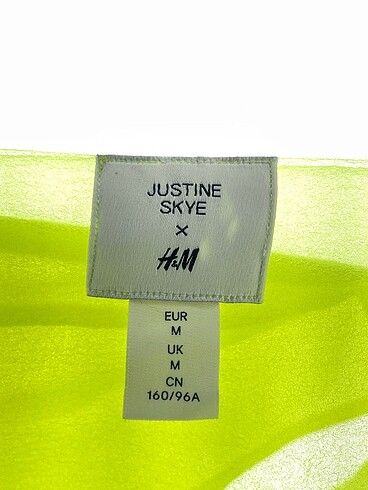 JUSTINE
SKYE
×
H&M
EUR
M
UK
M
CN
160/96A